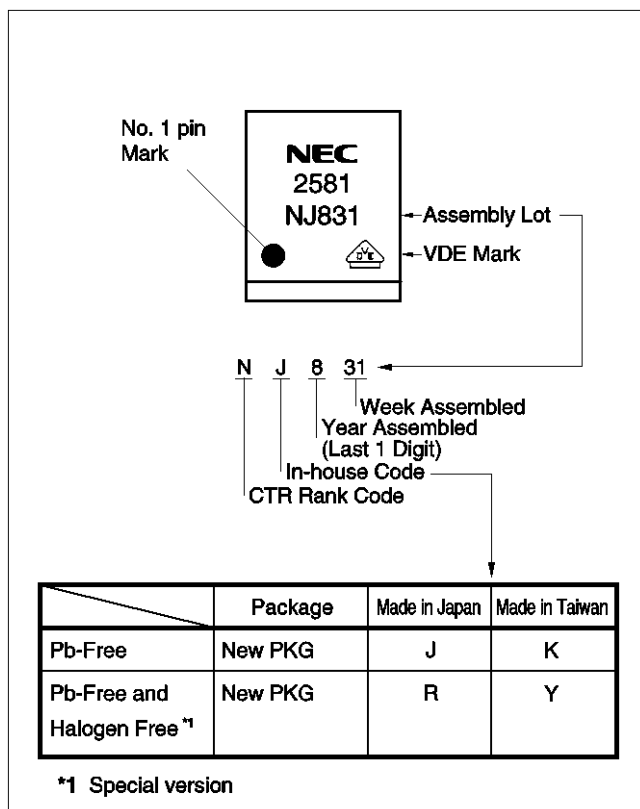 No. 1 pin
Mark
NEC
2581
NJ831
Assembly Lot
VDE Mark
N J 8 31
Week Assembled
Year Assembled
(Last 1 Digit)
In-house Code
CTR Rank Code
Package Made in Japan Made in Taiwan
Pb-Free New PKG J K
Pb-Free and New PKG R Y
Halogen Free *1
*1 Special version